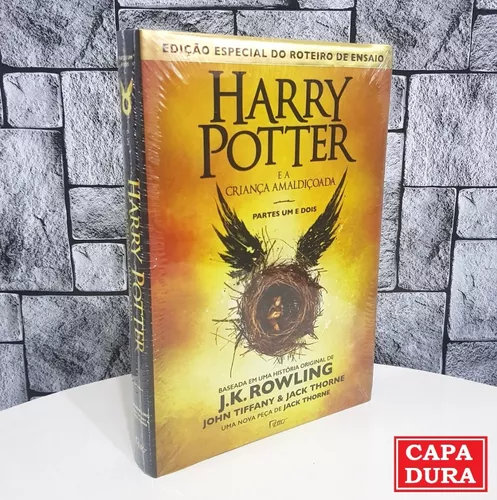 EDIÇÃO ESPECIAL DO ROTEIRO DE ENSAIO
HARRY
POTTER
E A
CRIANÇA AMALDIÇOADA
PARTES UM E DOIS
BASEADA EM UMA HISTÓRIA ORIGINAL DE
J.K. ROWLING
JOHN TIFFANY & JACK THORNE
UMA NOVA PEÇA DE JACK THORNE
Rocco
HARRY POTTER
CAPA
DURA